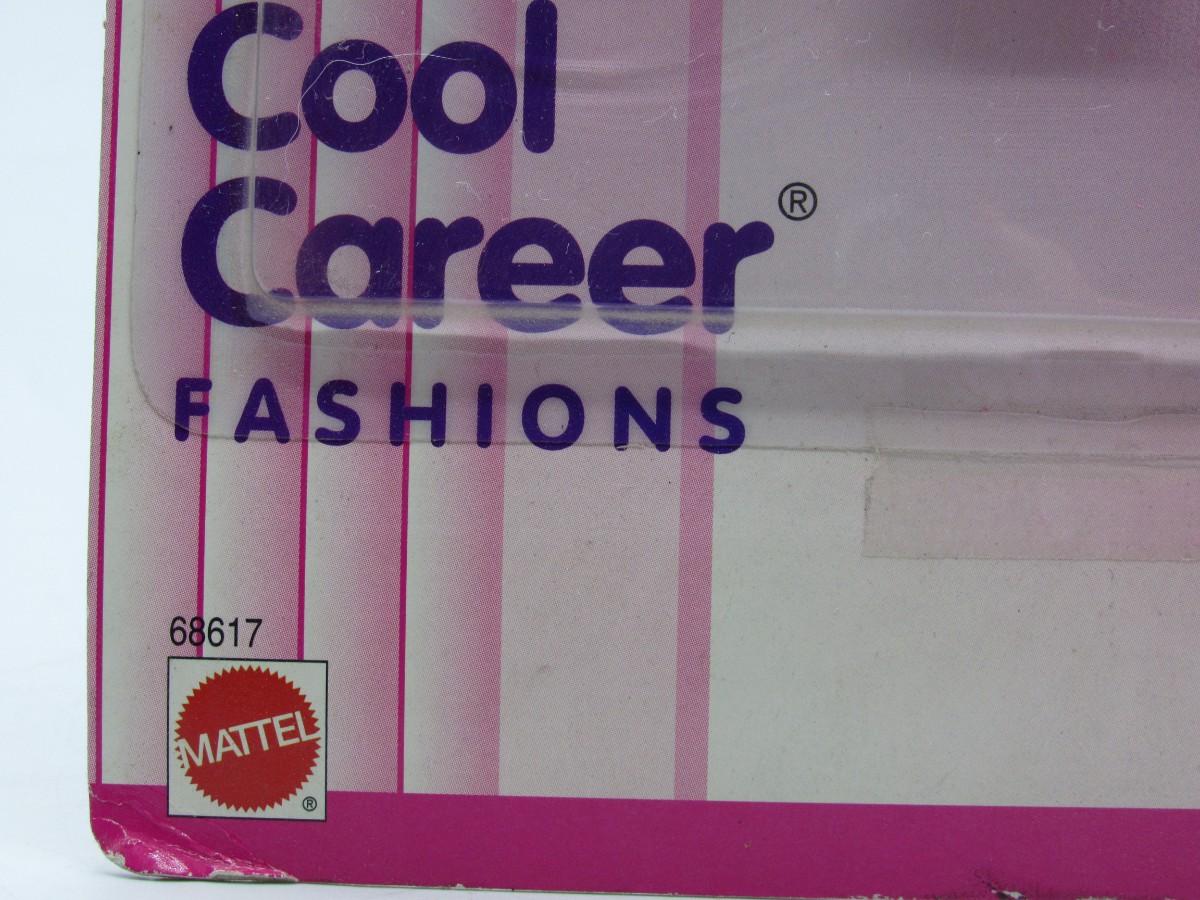 Cool
Career®
FASHIONS
68617
MATTEL
®